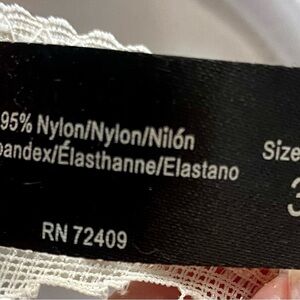 95% Nylon/Nylon/Nilón
pandex/Élasthanne/Elastano
Size
3
RN 72409